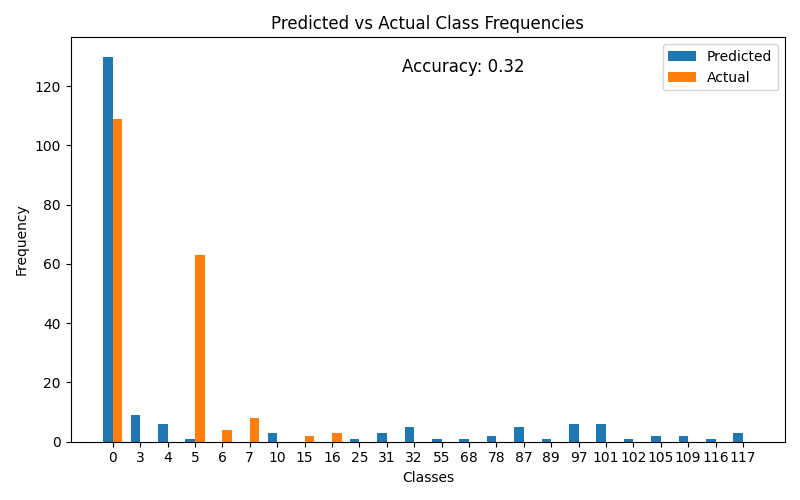 Predicted vs Actual Class Frequencies
Accuracy: 0.32
Predicted
Actual
Frequency
120
100
80
60
40
20
0
0 3 4 5 6 7 10 15 16 25 31 32 55 68 78 87 89 97 101 102 105 109 116 117
Classes